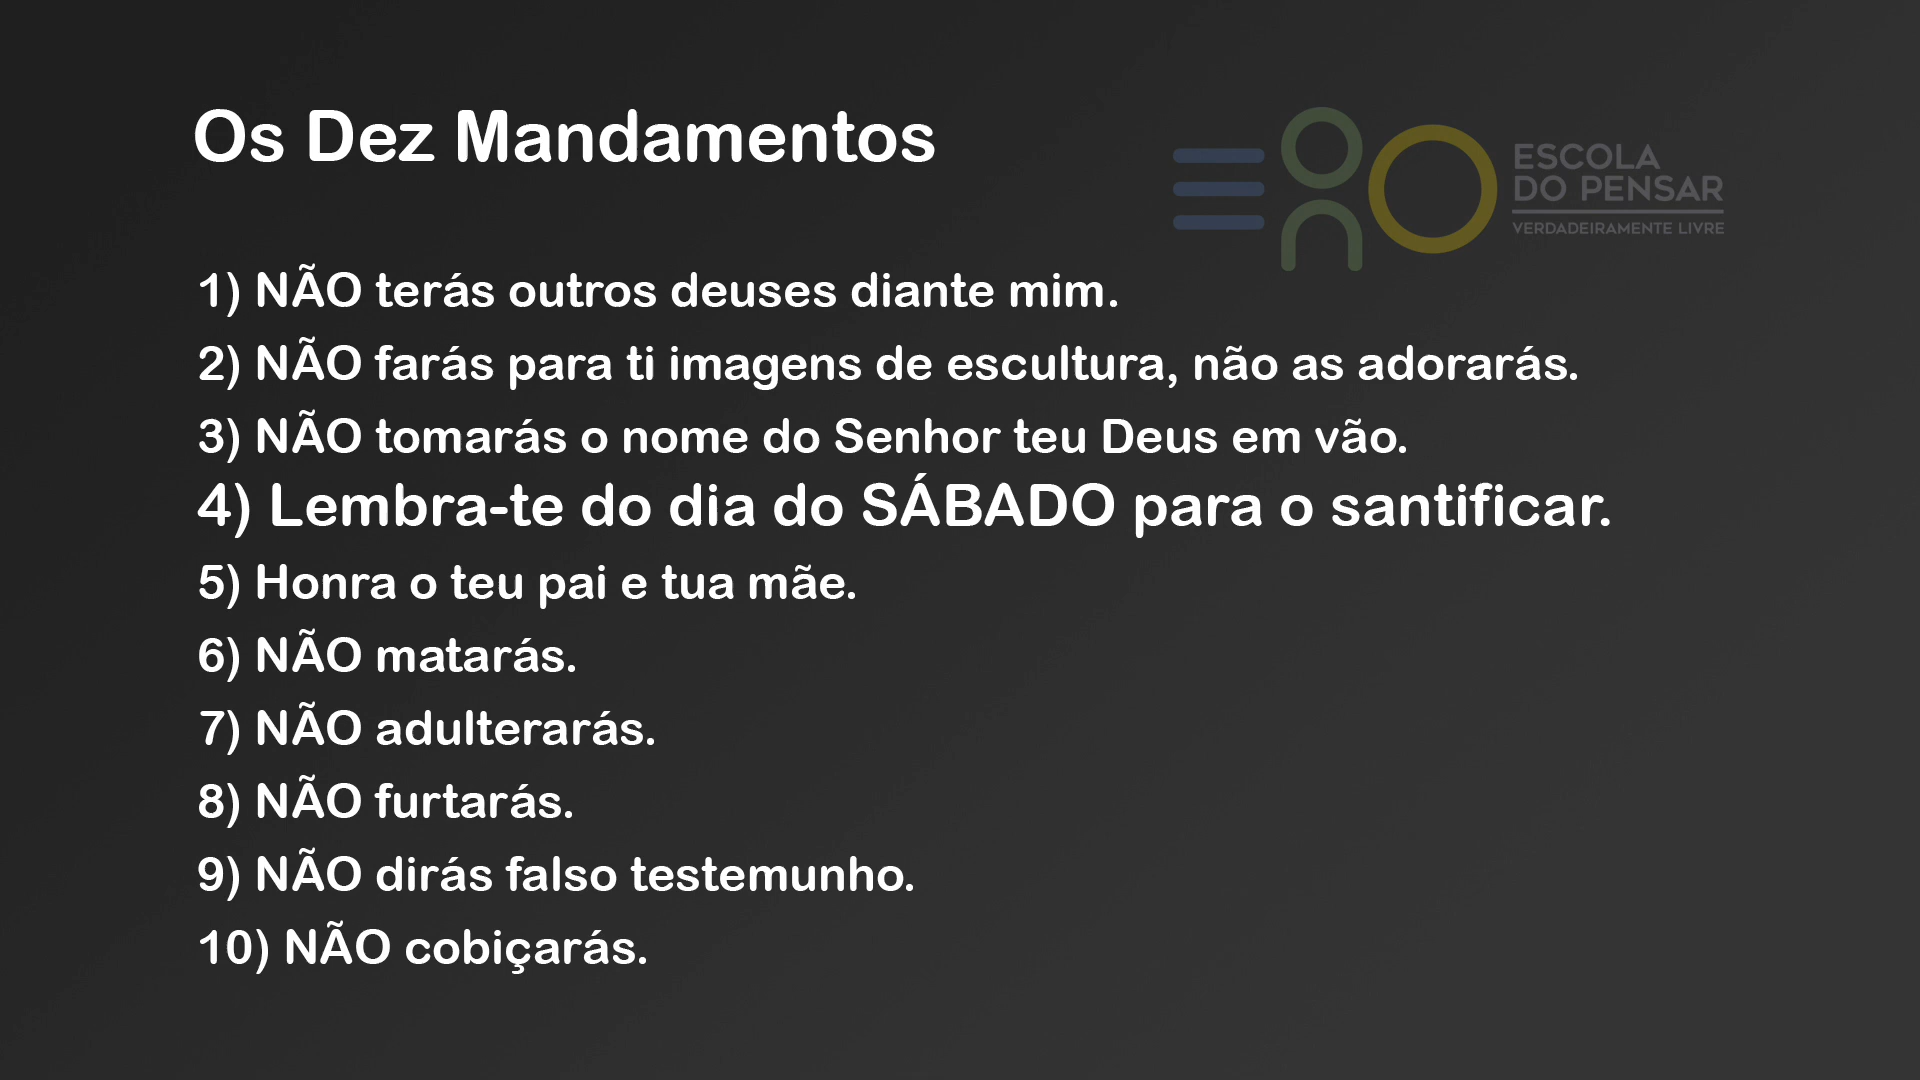 Os Dez Mandamentos
ESCOLA
DO PENSAR
VERDADEIRAMENTE LIVRE
1) NÃO terás outros deuses diante mim.
2) NÃO farás para ti imagens de escultura, não as adorarás.
3) NÃO tomarás o nome do Senhor teu Deus em vão.
4) Lembra-te do dia do SÁBADO para o santificar.
5) Honra o teu pai e tua mãe.
6) NÃO matarás.
7) NÃO adulterarás.
8) NÃO furtarás.
9) NÃO dirás falso testemunho.
10) NÃO cobiçarás.